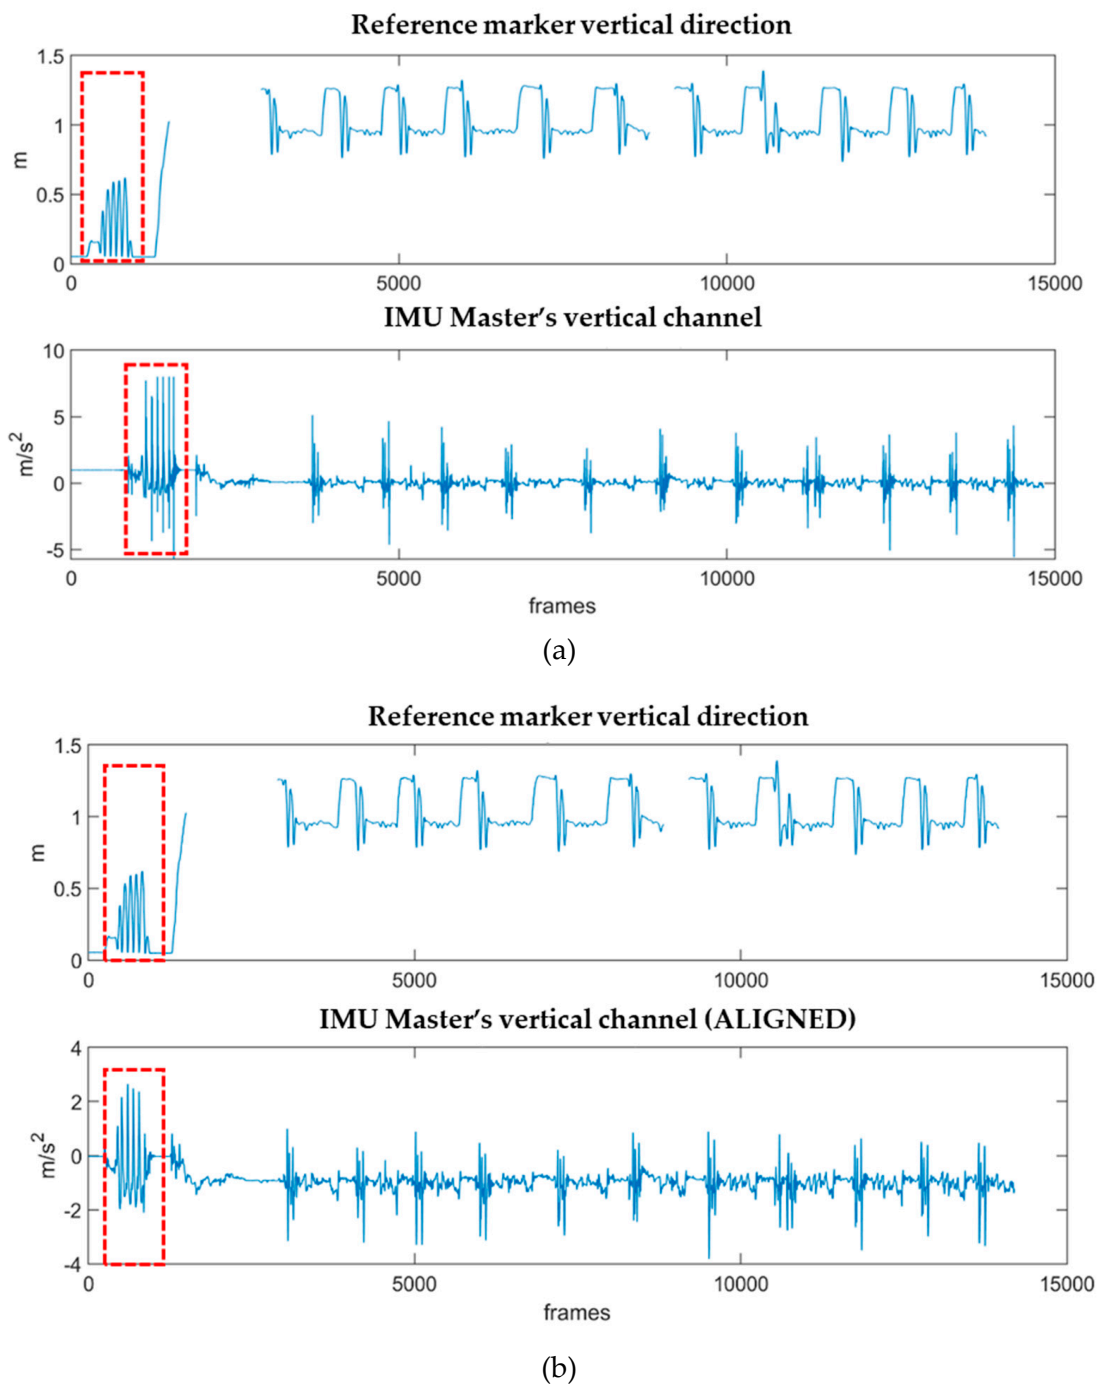 Reference marker vertical direction
1.5
1
0.5
0
m
0 5000 10000 15000
IMU Master's vertical channel
10
5
0
-5
m/s2
0 5000 10000 15000
frames
(a)
Reference marker vertical direction
1.5
1
0.5
0
m
0 5000 10000 15000
IMU Master's vertical channel (ALIGNED)
4
2
0
-2
-4
m/s2
0 5000 10000 15000
frames
(b)